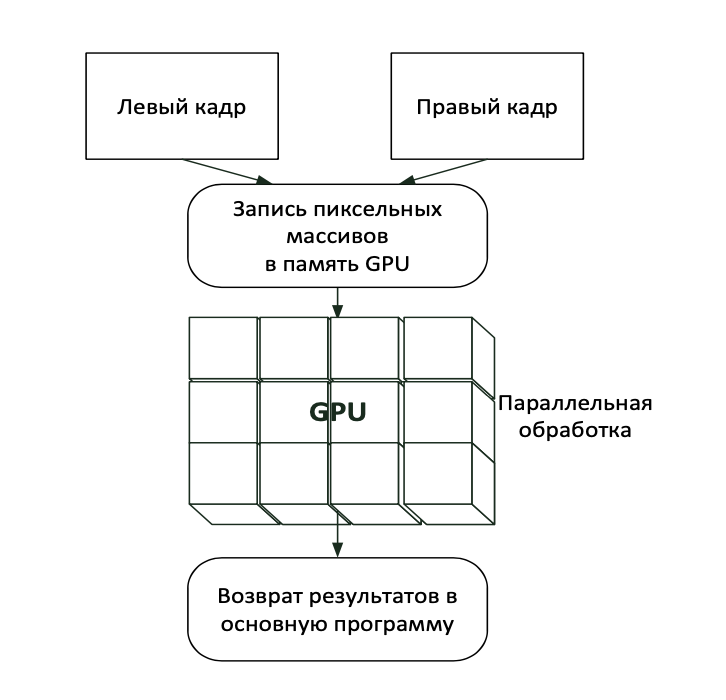 Левый кадр
Правый кадр
Запись пиксельных
массивов
в память GPU
GPU
Параллельная
обработка
Возврат результатов в
основную программу